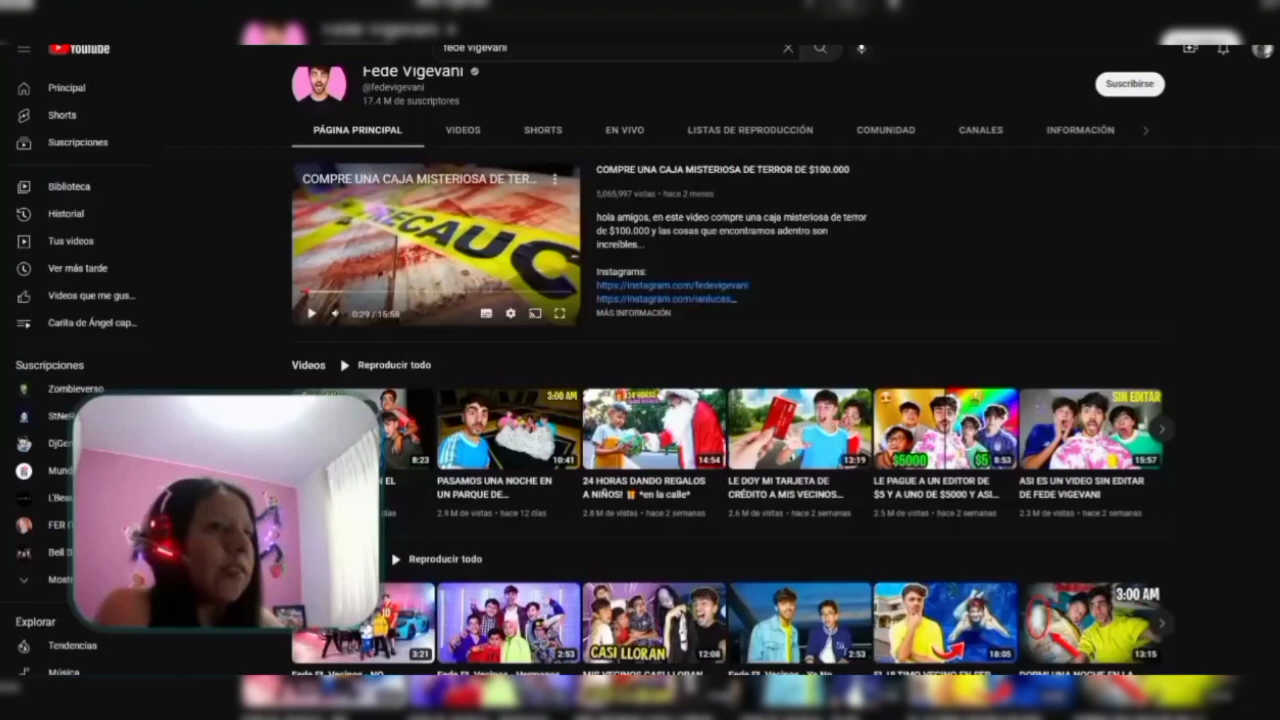 YouTube
fede vigevani
Fede Vigevani
@fedevigevani
17.4 M de suscriptores
Suscribirse
Principal
Shorts
Suscripciones
Biblioteca
Historial
Tus videos
Ver más tarde
Videos que me gus...
Carita de Ángel cap...
Suscripciones
Zombieverso
Mostr
Explorar
Tendencias
Música
PÁGINA PRINCIPAL
VIDEOS
SHORTS
EN VIVO
LISTAS DE REPRODUCCIÓN
COMUNIDAD
CANALES
INFORMACIÓN
COMPRE UNA CAJA MISTERIOSA DE TER...
RECAUC
0:29 / 15:58
COMPRE UNA CAJA MISTERIOSA DE TERROR DE $100.000
5,065,997 vistas • hace 2 meses
hola amigos, en este video compre una caja misteriosa de terror
de $100.000 y las cosas que encontramos adentro son
increíbles...
Instagrams:
https://instagram.com/fedevigevani
https://instagram.com/ianlucas...
MÁS INFORMACIÓN
Videos
Reproducir todo
8:23
3:00 AM
10:41
24 HORAS
14:54
13:19
$5000
$5
8:53
SIN EDITAR
15:57
N EL
PASAMOS UNA NOCHE EN
UN PARQUE DE...
2.9 M de vistas • hace 12 días
24 HORAS DANDO REGALOS
A NIÑOS! *en la calle*
2.8 M de vistas • hace 2 semanas
LE DOY MI TARJETA DE
CRÉDITO A MIS VECINOS...
2.6 M de vistas • hace 2 semanas
LE PAGUE A UN EDITOR DE
$5 Y A UNO DE $5000 Y ASI...
2.5 M de vistas • hace 2 semanas
ASI ES UN VIDEO SIN EDITAR
DE FEDE VIGEVANI
2.3 M de vistas • hace 2 semanas
Reproducir todo
3:21
2:53
CASI LLORAN
12:08
2:53
18:05
3:00 AM
13:15